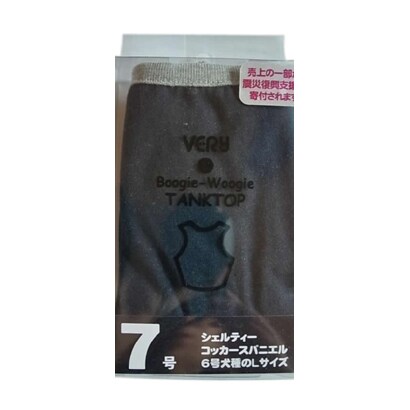 売上の一部が
震災復興支援
寄付されます
VERY
Boogie-Woogie
TANKTOP
7号
シェルティー
コッカースパニエル
6号犬種のLサイズ